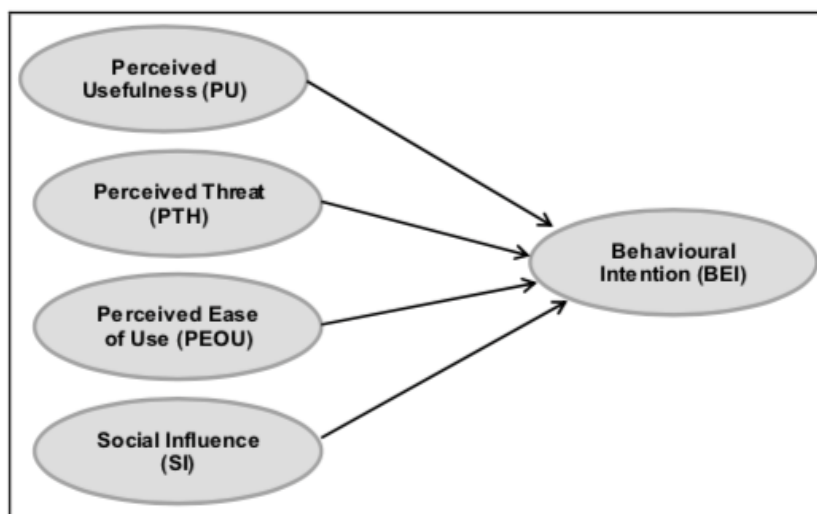 Perceived
Usefulness (PU)
Perceived Threat
(PTH)
Perceived Ease
of Use (PEOU)
Social Influence
(SI)
Behavioural
Intention (BEI)